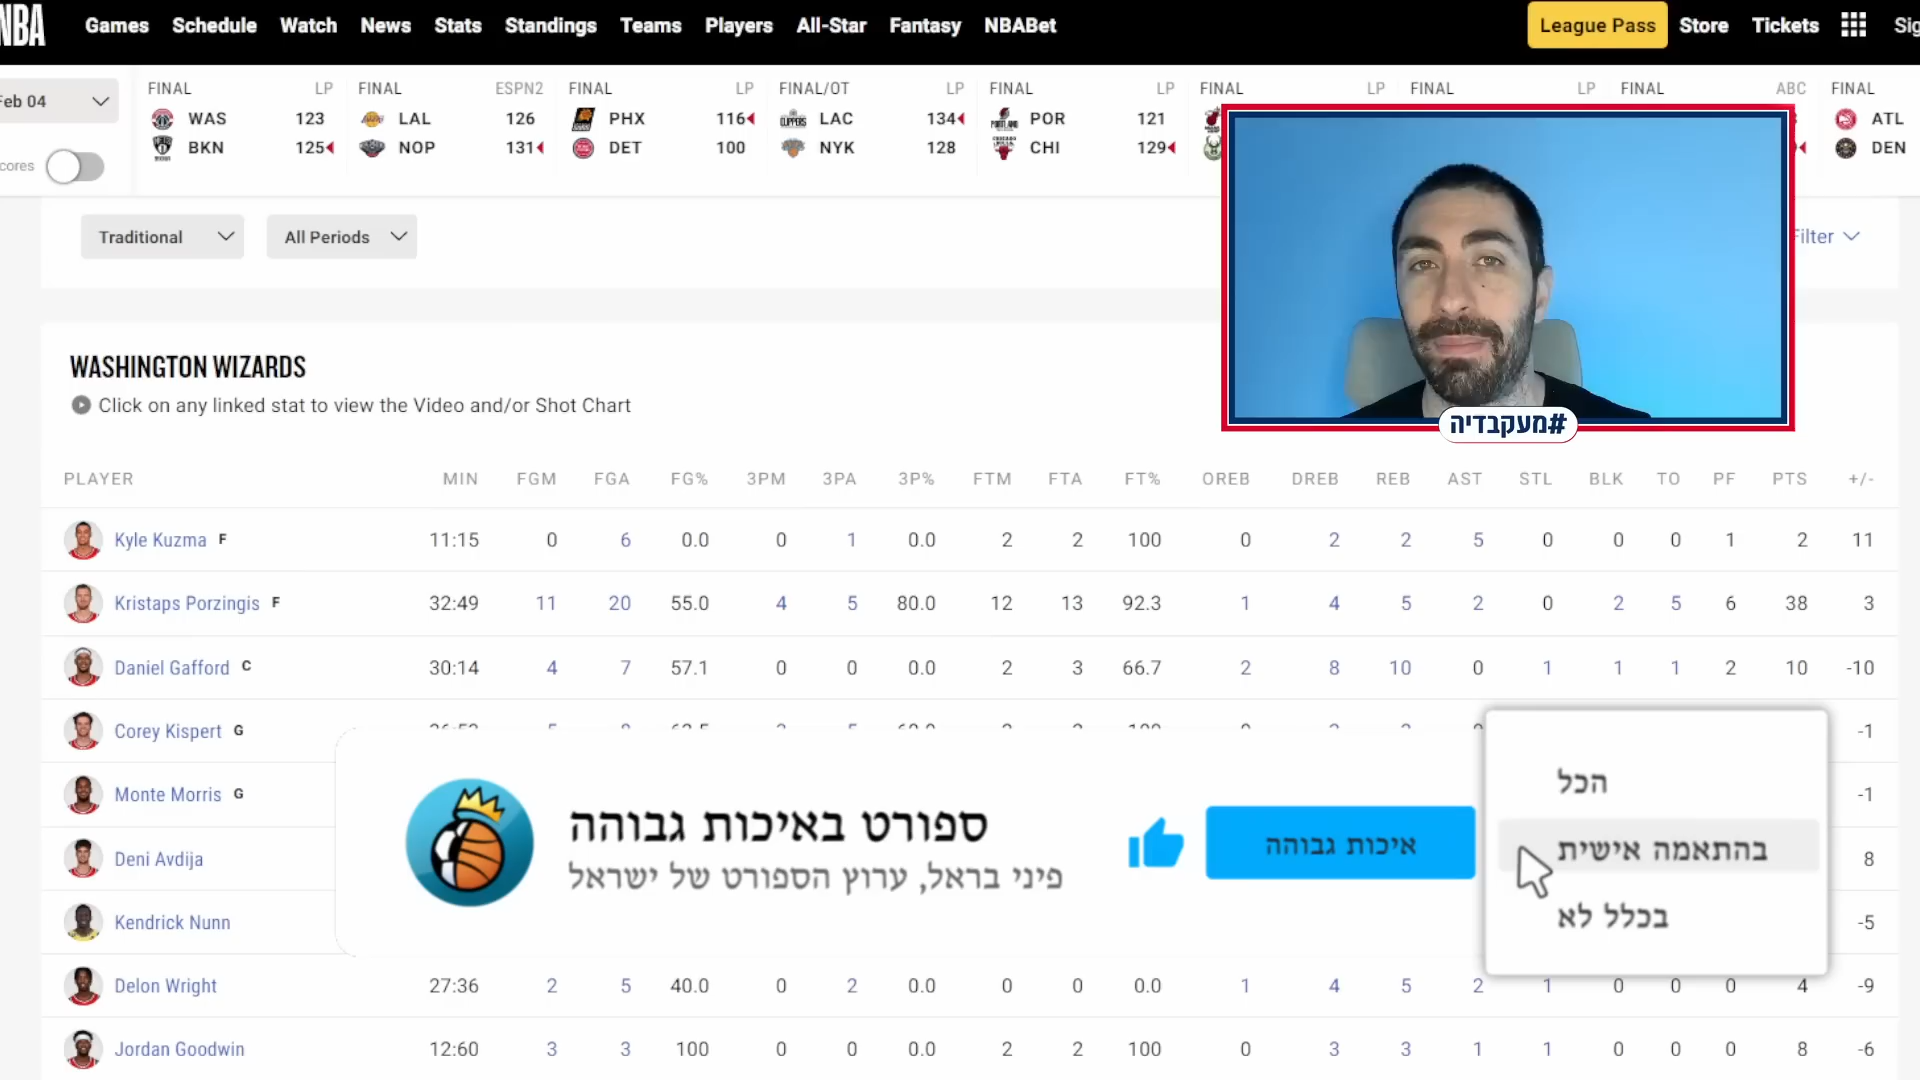 NBA Games Schedule Watch News Stats Standings Teams Players All-Star Fantasy NBABet League Pass Store Tickets
Feb 04
FINAL LP FINAL ESPN2 FINAL LP FINAL/OT LP FINAL LP FINAL LP FINAL LP FINAL ABC FINAL
WAS 123 LAL 126 PHX 116 LAC 134 POR 121 ATL
BKN 125 NOP 131 DET 100 NYK 128 CHI 129 DEN
Traditional All Periods Filter
WASHINGTON WIZARDS
Click on any linked stat to view the Video and/or Shot Chart
#מעקבדיה
PLAYER MIN FGM FGA FG% 3PM 3PA 3P% FTM FTA FT% OREB DREB REB AST STL BLK TO PF PTS +/-
Kyle Kuzma F 11:15 0 6 0.0 0 1 0.0 2 2 100 0 2 2 5 0 0 0 1 2 11
Kristaps Porzingis F 32:49 11 20 55.0 4 5 80.0 12 13 92.3 1 4 5 2 0 2 5 6 38 3
Daniel Gafford C 30:14 4 7 57.1 0 0 0.0 2 3 66.7 2 8 10 0 1 1 1 2 10 -10
Corey Kispert G -1
Monte Morris G -1
Deni Avdija 8
Kendrick Nunn -5
Delon Wright 27:36 2 5 40.0 0 2 0.0 0 0 0.0 1 4 5 2 1 0 0 0 4 -9
Jordan Goodwin 12:60 3 3 100 0 0 0.0 2 2 100 0 3 3 1 1 0 0 0 8 -6
ספורט באיכות גבוהה
פיני בראל, ערוץ הספורט של ישראל
איכות גבוהה
הכל
בהתאמה אישית
בכלל לא